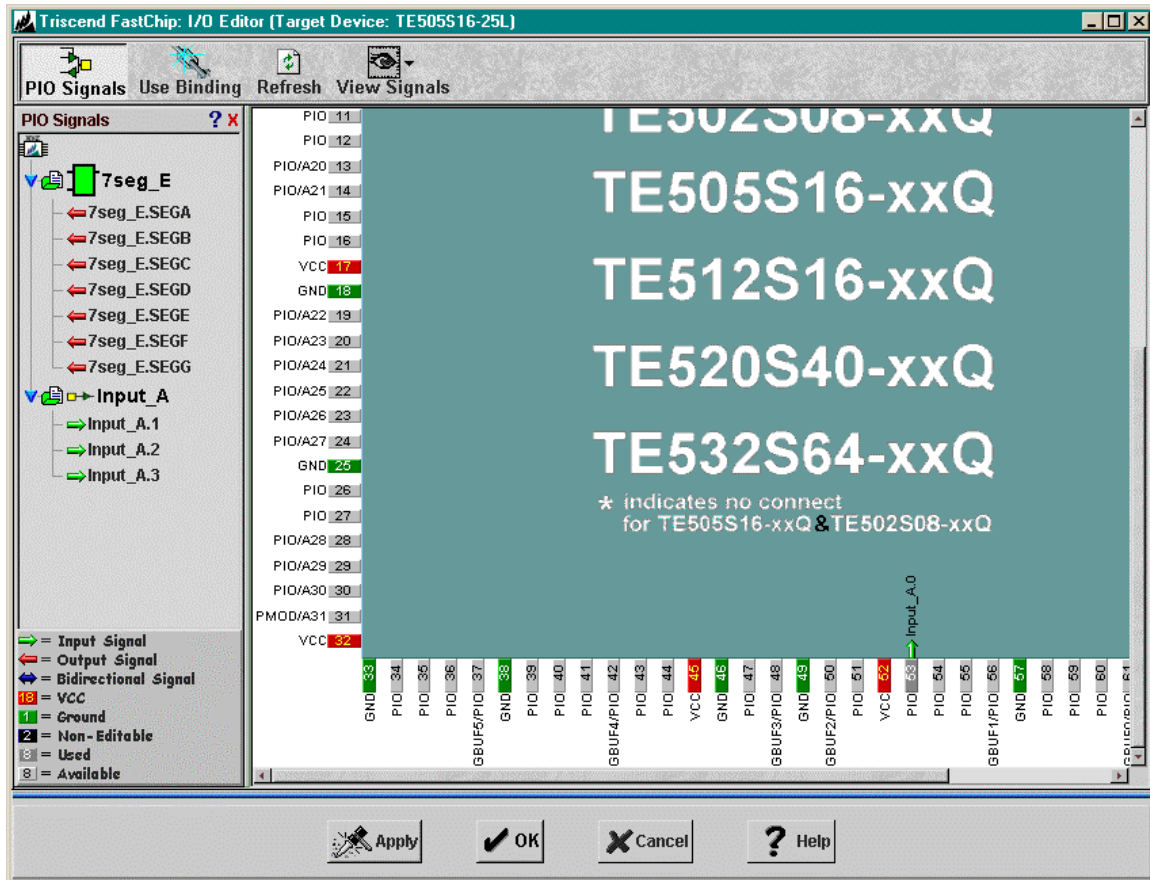 Triscend FastChip: I/O Editor (Target Device: TE505S16-25L)
PIO Signals Use Binding Refresh View Signals
PIO Signals ? X
7seg_E
7seg_E.SEGA
7seg_E.SEGB
7seg_E.SEGC
7seg_E.SEGD
7seg_E.SEGE
7seg_E.SEGF
7seg_E.SEGG
Input_A
Input_A.1
Input_A.2
Input_A.3
= Input Signal
= Output Signal
= Bidirectional Signal
18 = VCC
1 = Ground
2 = Non-Editable
8 = Used
8 = Available
PIO 11
PIO 12
PIO/A20 13
PIO/A21 14
PIO 15
PIO 16
VCC 17
GND 18
PIO/A22 19
PIO/A23 20
PIO/A24 21
PIO/A25 22
PIO/A26 23
PIO/A27 24
GND 25
PIO 26
PIO 27
PIO/A28 28
PIO/A29 29
PIO/A30 30
PMOD/A31 31
VCC 32
TE502S08-xxQ
TE505S16-xxQ
TE512S16-xxQ
TE520S40-xxQ
TE532S64-xxQ
* indicates no connect
for TE505S16-xxQ&TE502S08-xxQ
Input_A.0
GND 33
PIO 34
PIO 35
PIO 36
GBUF5/PIO 37
GND 38
PIO 39
PIO 40
PIO 41
GBUF4/PIO 42
PIO 43
PIO 44
VCC 45
GND 46
PIO 47
GBUF3/PIO 48
GND 49
GBUF2/PIO 50
PIO 51
VCC 52
PIO 53
PIO 54
PIO 55
GBUF1/PIO 56
GND 57
PIO 58
PIO 59
PIO 60
GBUF0/PIO 61
Apply OK Cancel Help